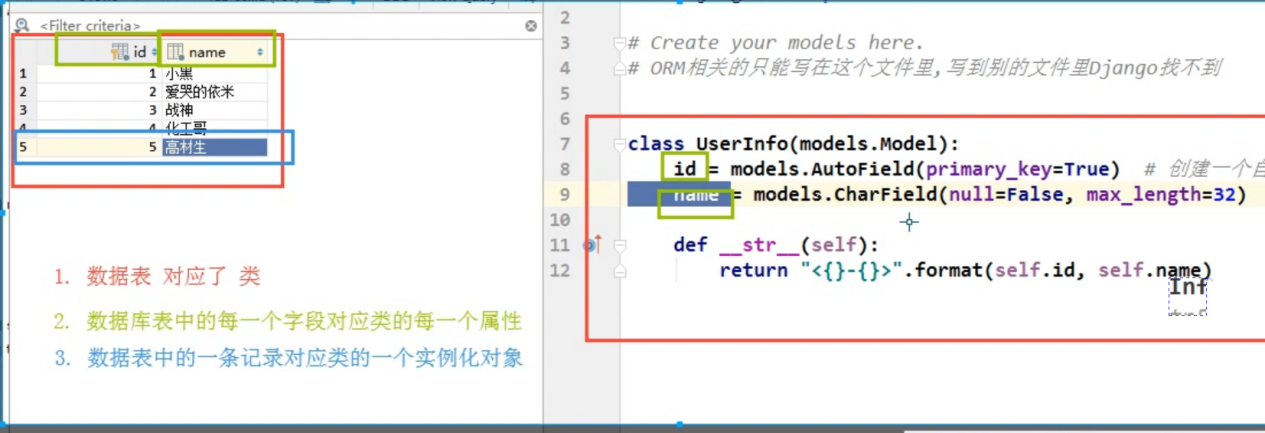 <Filter criteria>
id name
1 1 小黑
2 2 爱哭的依米
3 3 战神
4 4 化工哥
5 5 高材生
1. 数据表 对应了 类
2. 数据库表中的每一个字段对应类的每一个属性
3. 数据表中的一条记录对应类的一个实例化对象
2
3 # Create your models here.
4 # ORM相关的只能写在这个文件里,写到别的文件里Django找不到
5
6
7 class UserInfo(models.Model):
8 id = models.AutoField(primary_key=True) # 创建一个自
9 name = models.CharField(null=False, max_length=32)
10
11 def __str__(self):
12 return "<{}-{}>".format(self.id, self.name)
Inf